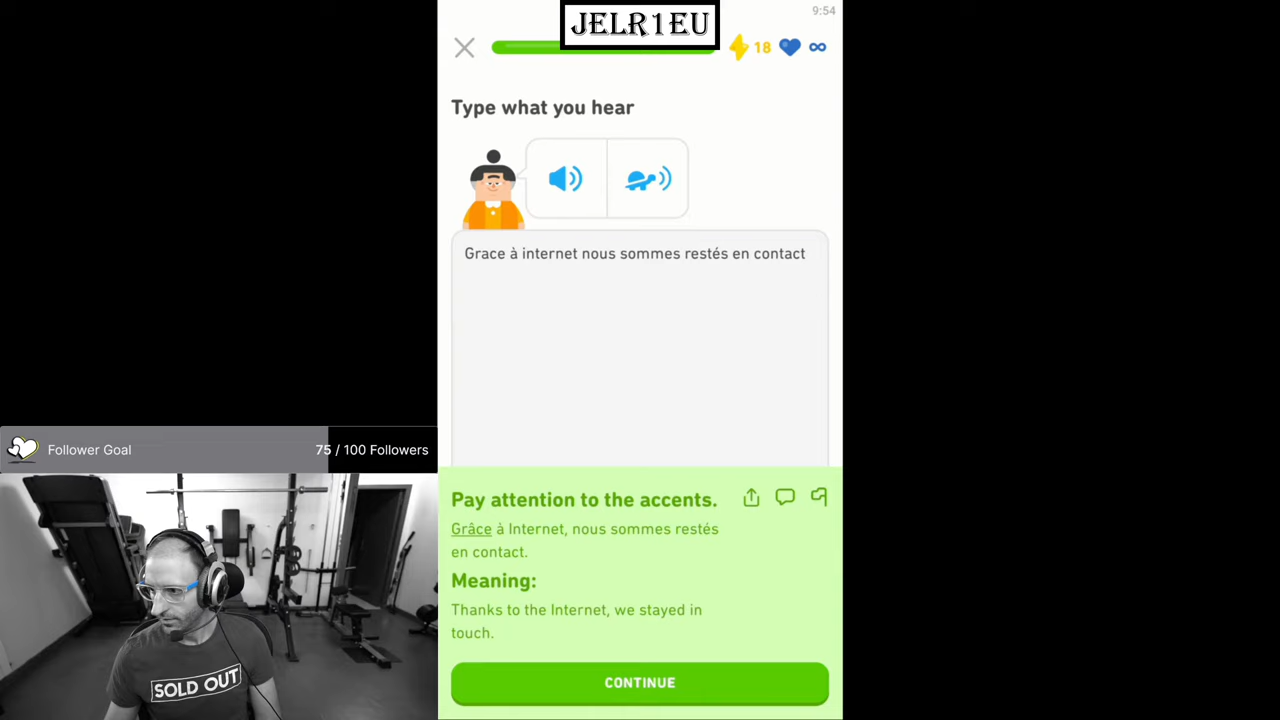 JELR1EU
9:54
18
∞
Type what you hear
Grace à internet nous sommes restés en contact
Follower Goal
75 / 100 Followers
Pay attention to the accents.
Grâce à Internet, nous sommes restés
en contact.
Meaning:
Thanks to the Internet, we stayed in
touch.
SOLD OUT
CONTINUE